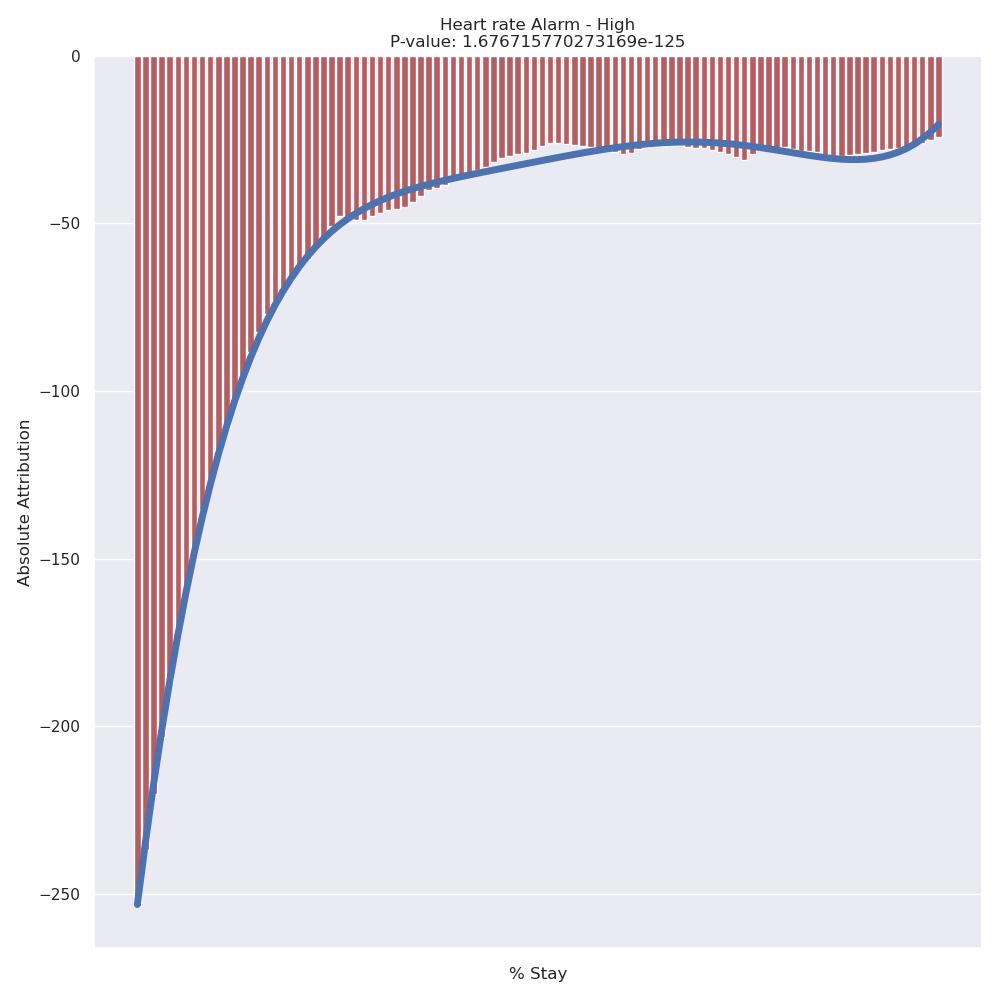 Heart rate Alarm - High
P-value: 1.676715770273169e-125
0
−50
−100
−150
−200
−250
Absolute Attribution
% Stay